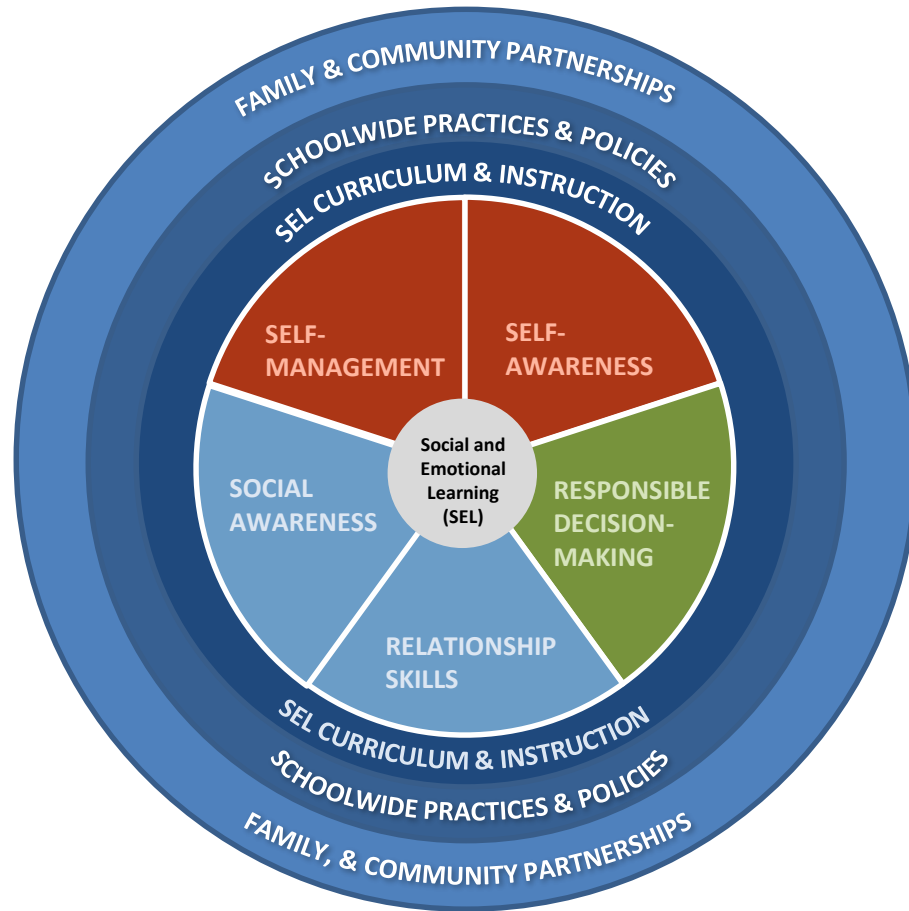 FAMILY & COMMUNITY PARTNERSHIPS
SCHOOLWIDE PRACTICES & POLICIES
SEL CURRICULUM & INSTRUCTION
SELF-
MANAGEMENT
SELF-
AWARENESS
Social and
Emotional
Learning
(SEL)
SOCIAL
AWARENESS
RESPONSIBLE
DECISION-
MAKING
RELATIONSHIP
SKILLS
SEL CURRICULUM & INSTRUCTION
SCHOOLWIDE PRACTICES & POLICIES
FAMILY, & COMMUNITY PARTNERSHIPS